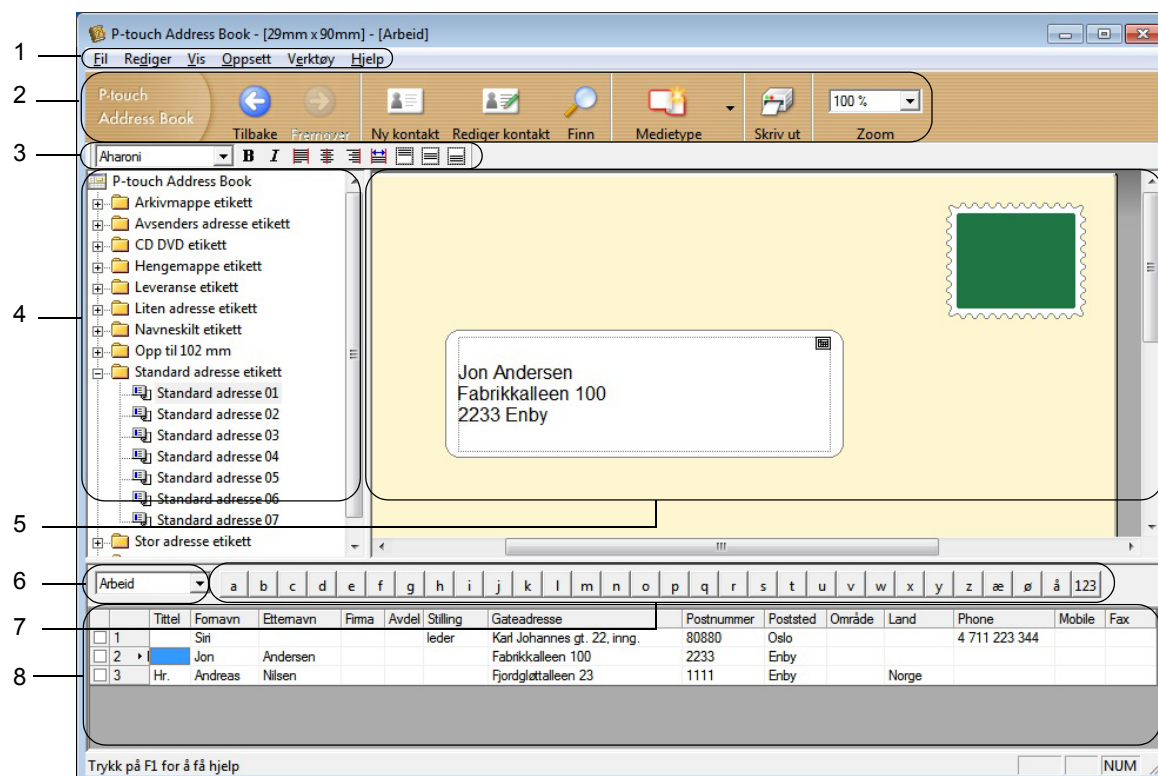 P-touch Address Book - [29mm x 90mm] - [Arbeid]
1
Fil Rediger Vis Oppsett Verktøy Hjelp
2
P-touch
Address Book
Tilbake Fremover Ny kontakt Rediger kontakt Finn Medietype Skriv ut 100 % Zoom
3
Aharoni B I
4
P-touch Address Book
Arkivmappe etikett
Avsenders adresse etikett
CD DVD etikett
Hengemappe etikett
Leveranse etikett
Liten adresse etikett
Navneskilt etikett
Opp til 102 mm
Standard adresse etikett
Standard adresse 01
Standard adresse 02
Standard adresse 03
Standard adresse 04
Standard adresse 05
Standard adresse 06
Standard adresse 07
Stor adresse etikett
Jon Andersen
Fabrikkalleen 100
2233 Enby
5
6
Arbeid
a b c d e f g h i j k l m n o p q r s t u v w x y z æ ø å 123
7
Tittel Fornavn Etternavn Firma Avdel Stilling Gateadresse Postnummer Poststed Område Land Phone Mobile Fax
1 Siri leder Karl Johannes gt. 22, inng. 80880 Oslo 4 711 223 344
2 Jon Andersen Fabrikkalleen 100 2233 Enby
8
3 Hr. Andreas Nilsen Fjordgløttalleen 23 1111 Enby Norge
Trykk på F1 for å få hjelp NUM